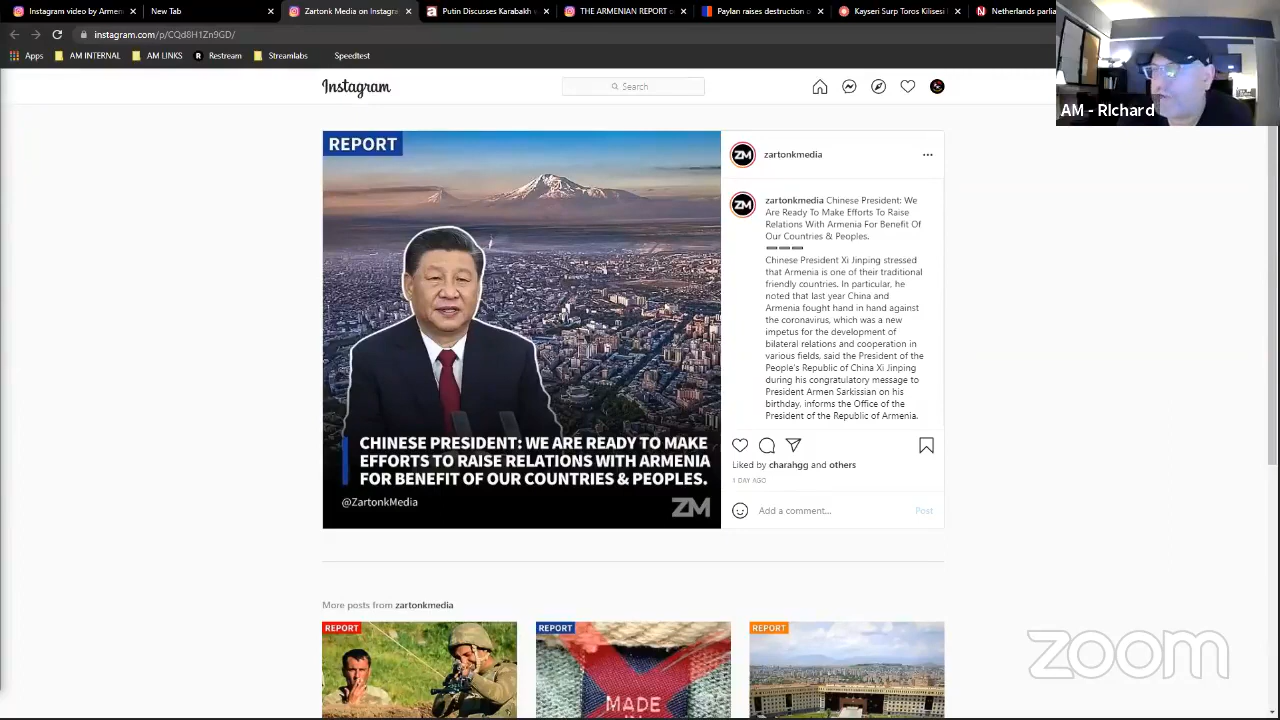 Instagram video by Armen
New Tab
Zartonk Media on Instagra
Putin Discusses Karabakh
THE ARMENIAN REPORT
Paylan raises destruction o
Kayseri Surp Toros Kilisesi
Netherlands parlia
instagram.com/p/CQd8H1Zn9GD/
Apps
AM INTERNAL
AM LINKS
Restream
Streamlabs
Speedtest
AM - RIchard
Instagram
Search
REPORT
CHINESE PRESIDENT: WE ARE READY TO MAKE
EFFORTS TO RAISE RELATIONS WITH ARMENIA
FOR BENEFIT OF OUR COUNTRIES & PEOPLES.
@ZartonkMedia
ZM
ZM
zartonkmedia
ZM
zartonkmedia Chinese President: We
Are Ready To Make Efforts To Raise
Relations With Armenia For Benefit Of
Our Countries & Peoples.
Chinese President Xi Jinping stressed
that Armenia is one of their traditional
friendly countries. In particular, he
noted that last year China and
Armenia fought hand in hand against
the coronavirus, which was a new
impetus for the development of
bilateral relations and cooperation in
various fields, said the President of the
People's Republic of China Xi Jinping
during his congratulatory message to
President Armen Sarkissian on his
birthday, informs the Office of the
President of the Republic of Armenia.
Liked by charahgg and others
1 DAY AGO
Add a comment...
Post
More posts from zartonkmedia
REPORT
REPORT
MADE
REPORT
zoom